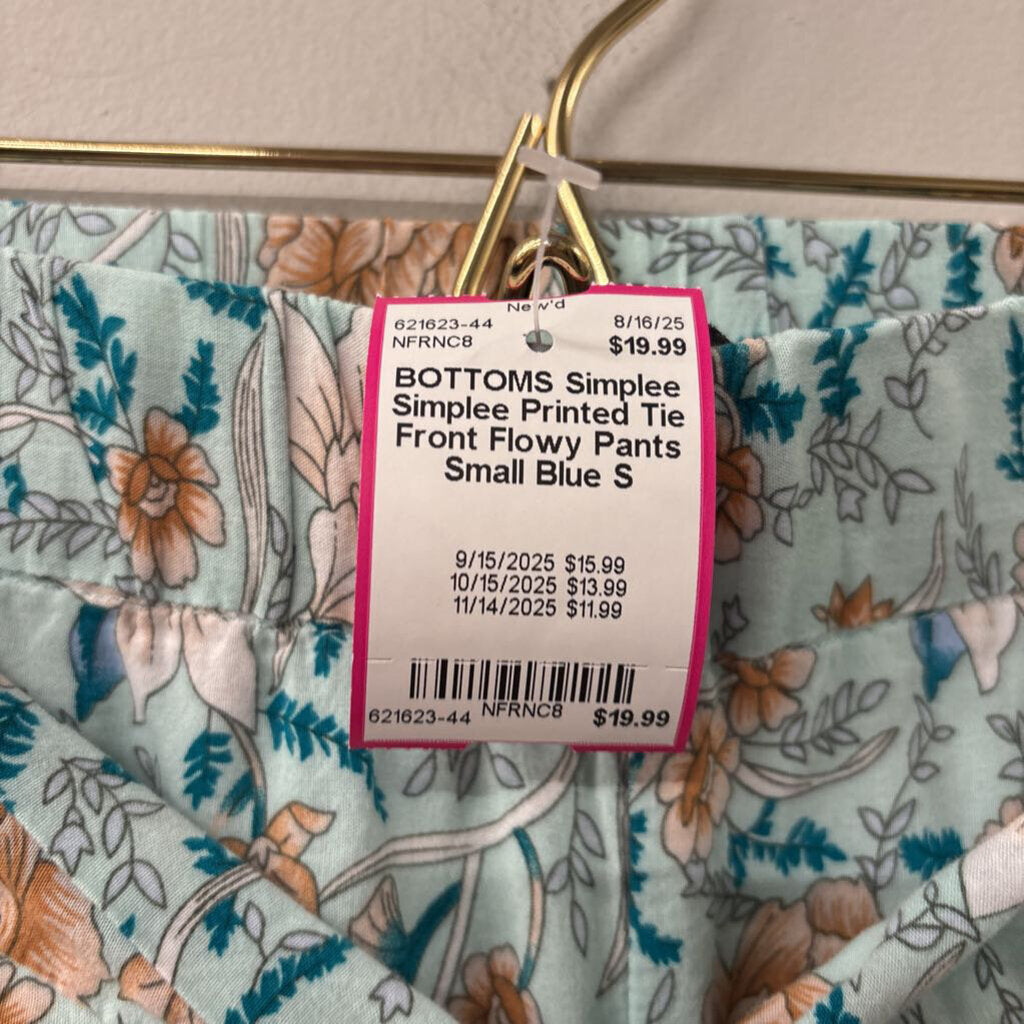 New'd
621623-44 8/16/25
NFRNC8 $19.99
BOTTOMS Simplee
Simplee Printed Tie
Front Flowy Pants
Small Blue S
9/15/2025 $15.99
10/15/2025 $13.99
11/14/2025 $11.99
621623-44 NFRNC8 $19.99